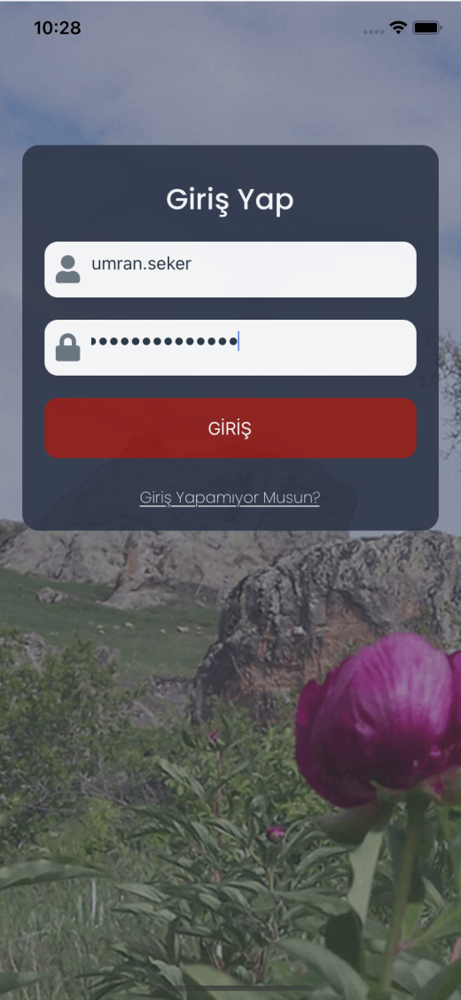 10:28
Giriş Yap
umran.seker
••••••••••••••
GİRİŞ
Giriş Yapamıyor Musun?